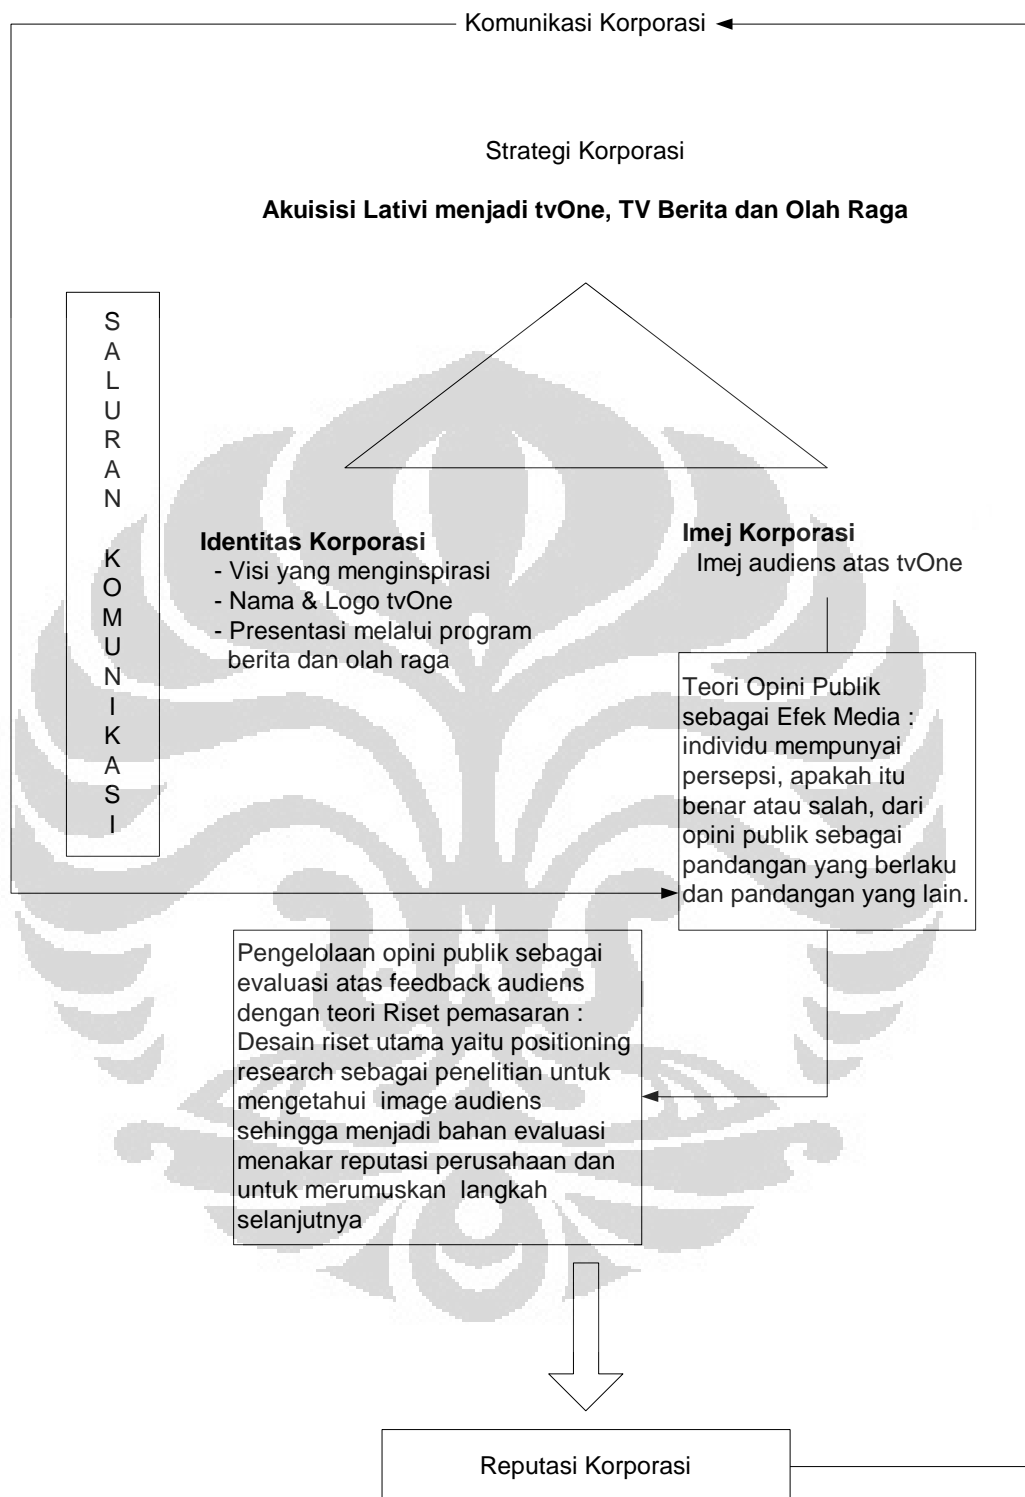 Komunikasi Korporasi
Strategi Korporasi
Akuisisi Lativi menjadi tvOne, TV Berita dan Olah Raga
S
A
L
U
R
A
N
K
O
M
U
N
I
K
A
S
I
Identitas Korporasi
- Visi yang menginspirasi
- Nama & Logo tvOne
- Presentasi melalui program
berita dan olah raga
Imej Korporasi
Imej audiens atas tvOne
Teori Opini Publik
sebagai Efek Media :
individu mempunyai
persepsi, apakah itu
benar atau salah, dari
opini publik sebagai
pandangan yang berlaku
dan pandangan yang lain.
Pengelolaan opini publik sebagai
evaluasi atas feedback audiens
dengan teori Riset pemasaran :
Desain riset utama yaitu positioning
research sebagai penelitian untuk
mengetahui image audiens
sehingga menjadi bahan evaluasi
menakar reputasi perusahaan dan
untuk merumuskan langkah
selanjutnya
Reputasi Korporasi